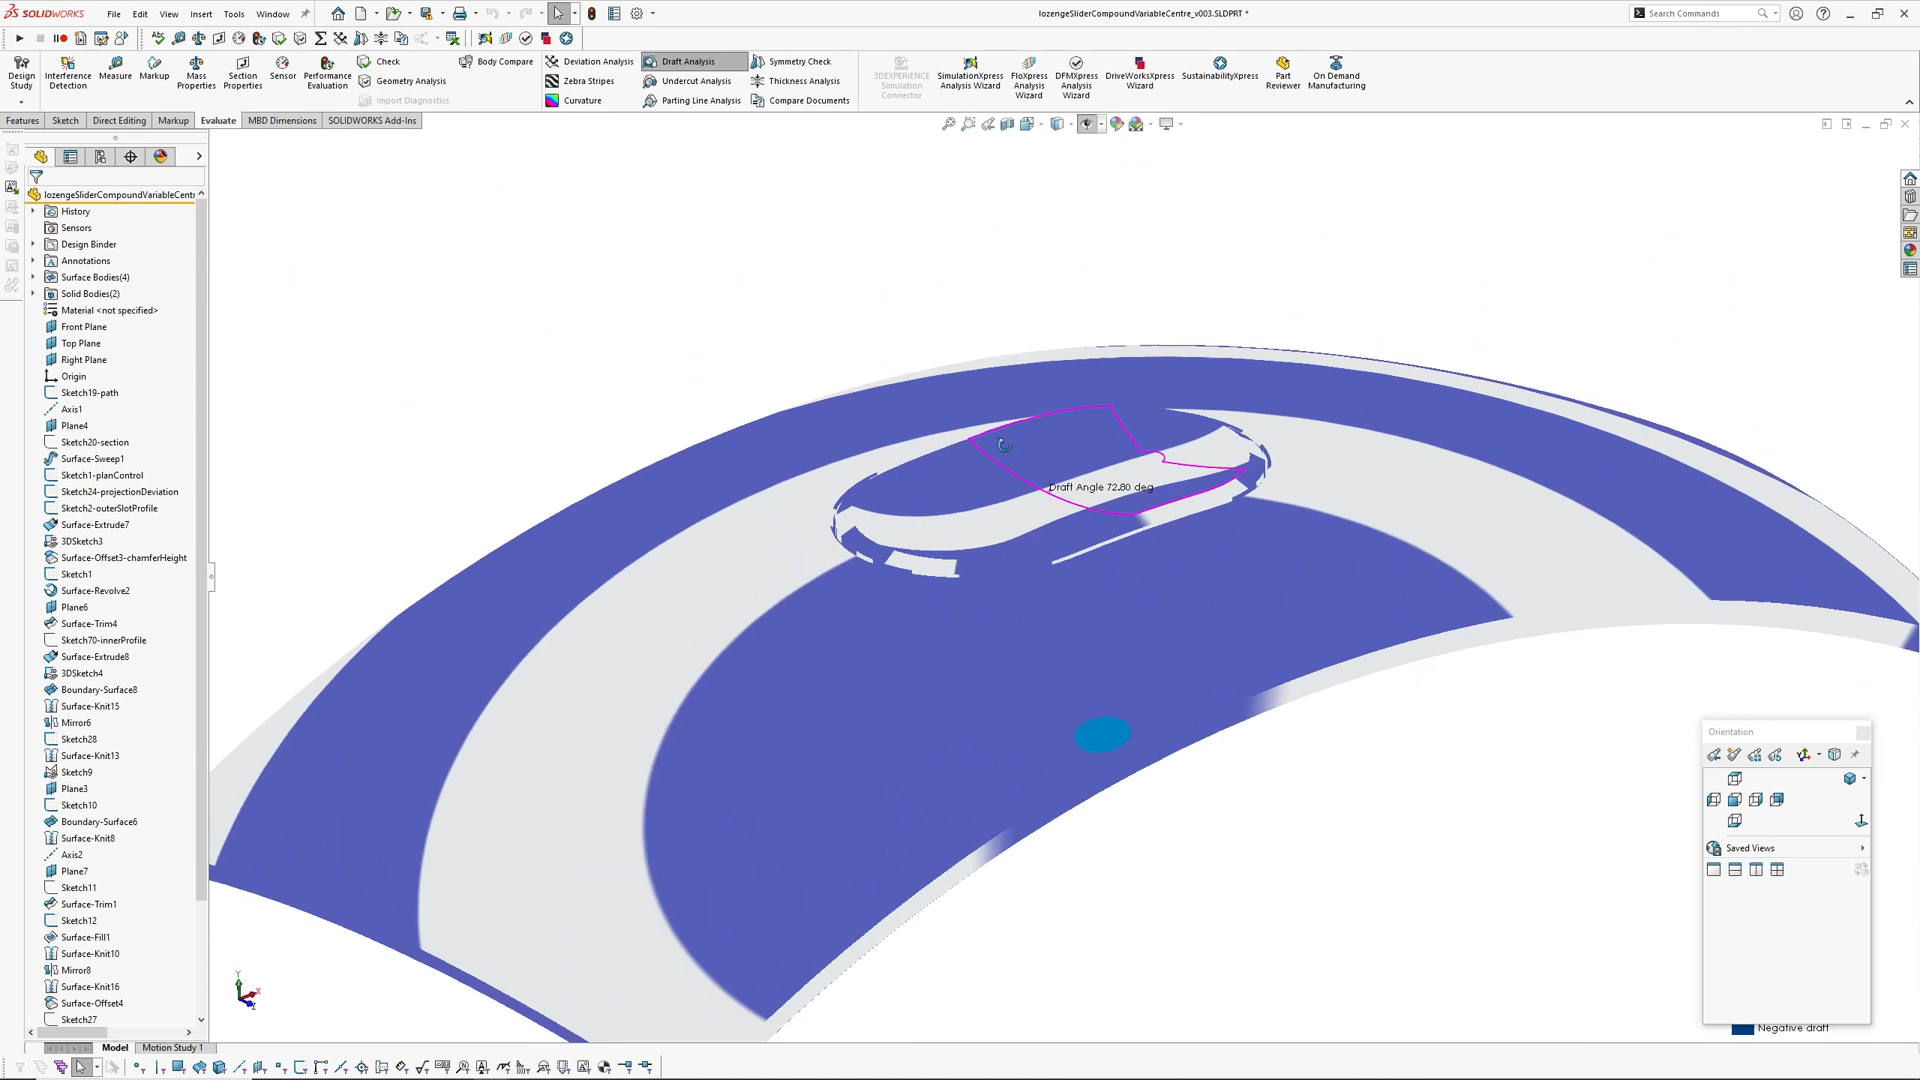 SOLIDWORKS File Edit View Insert Tools Window lozengeSliderCompoundVariableCentre_v003.SLDPRT * Search Commands
Design Study
Interference Detection
Measure
Markup
Mass Properties
Section Properties
Sensor
Performance Evaluation
Check
Geometry Analysis
Import Diagnostics
Body Compare
Deviation Analysis
Zebra Stripes
Curvature
Draft Analysis
Undercut Analysis
Parting Line Analysis
Symmetry Check
Thickness Analysis
Compare Documents
3DEXPERIENCE Simulation Connector
SimulationXpress Analysis Wizard
FloXpress Analysis Wizard
DFMXpress Analysis Wizard
DriveWorksXpress Wizard
SustainabilityXpress
Part Reviewer
On Demand Manufacturing
Features Sketch Direct Editing Markup Evaluate MBD Dimensions SOLIDWORKS Add-Ins
lozengeSliderCompoundVariableCentr
History
Sensors
Design Binder
Annotations
Surface Bodies(4)
Solid Bodies(2)
Material <not specified>
Front Plane
Top Plane
Right Plane
Origin
Sketch19-path
Axis1
Plane4
Sketch20-section
Surface-Sweep1
Sketch1-planControl
Sketch24-projectionDeviation
Sketch2-outerSlotProfile
Surface-Extrude7
3DSketch3
Surface-Offset3-chamferHeight
Sketch1
Surface-Revolve2
Plane6
Surface-Trim4
Sketch70-innerProfile
Surface-Extrude8
3DSketch4
Boundary-Surface8
Surface-Knit15
Mirror6
Sketch28
Surface-Knit13
Sketch9
Plane3
Sketch10
Boundary-Surface6
Surface-Knit8
Axis2
Plane7
Sketch11
Surface-Trim1
Sketch12
Surface-Fill1
Surface-Knit10
Mirror8
Surface-Knit16
Surface-Offset4
Sketch27
Draft Angle 72.80 deg
Orientation
Saved Views
Negative draft
Y
X
Z
Model Motion Study 1